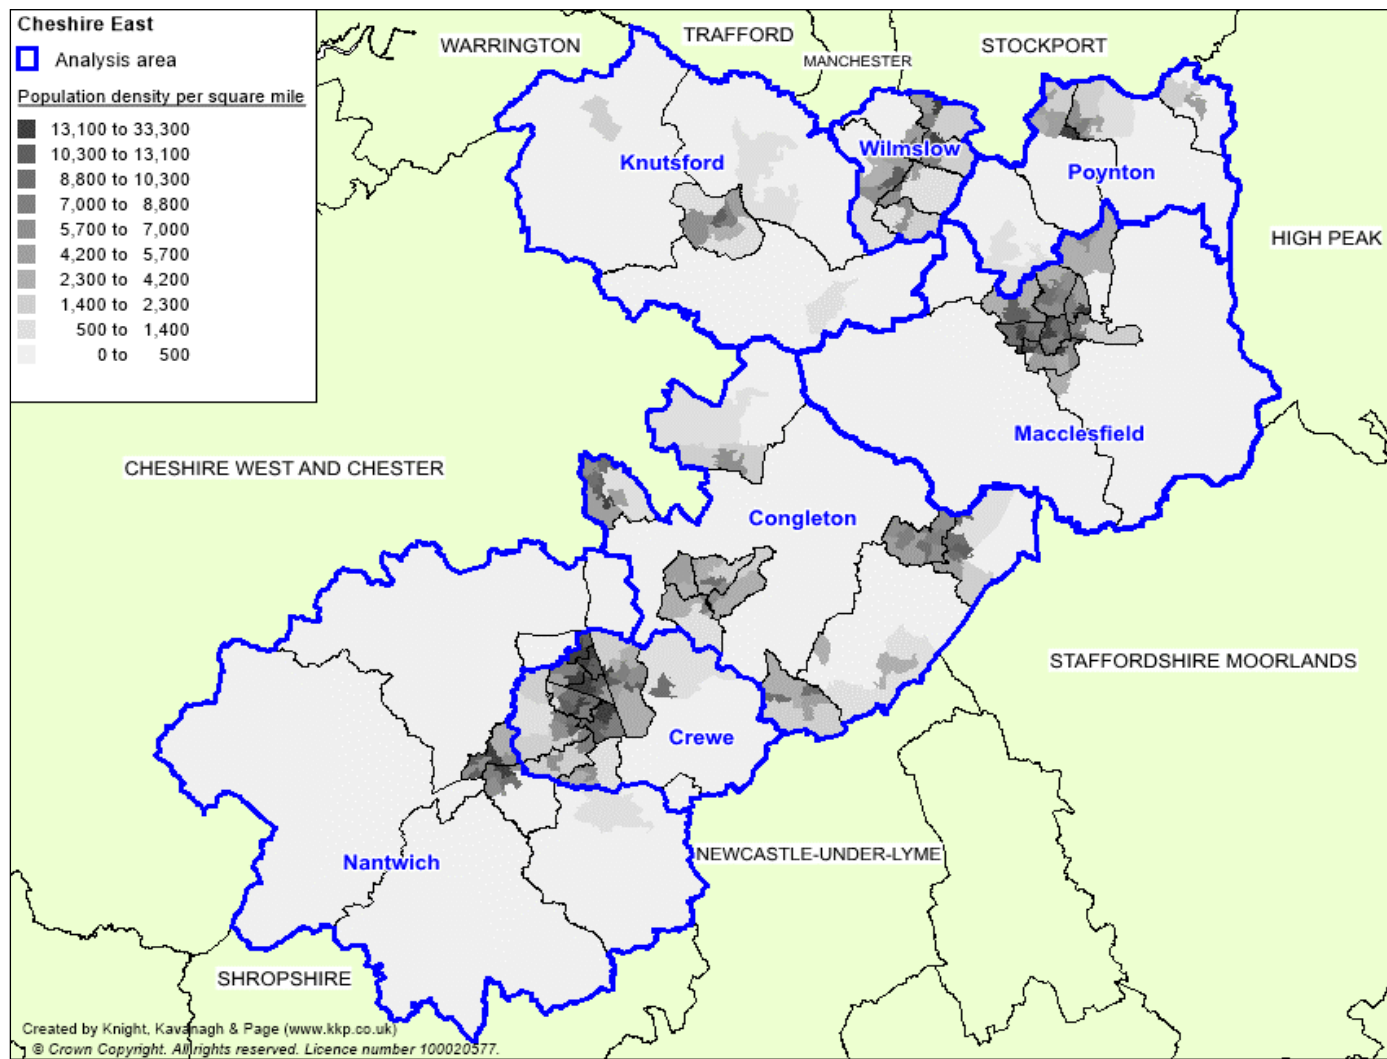 Cheshire East
Analysis area
Population density per square mile
13,100 to 33,300
10,300 to 13,100
8,800 to 10,300
7,000 to 8,800
5,700 to 7,000
4,200 to 5,700
2,300 to 4,200
1,400 to 2,300
500 to 1,400
0 to 500
WARRINGTON
TRAFFORD
MANCHESTER
STOCKPORT
Knutsford
Wilmslow
Poynton
HIGH PEAK
Macclesfield
CHESHIRE WEST AND CHESTER
Congleton
STAFFORDSHIRE MOORLANDS
Crewe
Nantwich
NEWCASTLE-UNDER-LYME
SHROPSHIRE
Created by Knight, Kavanagh & Page (www.kkp.co.uk)
© Crown Copyright. All rights reserved. Licence number 100020577.